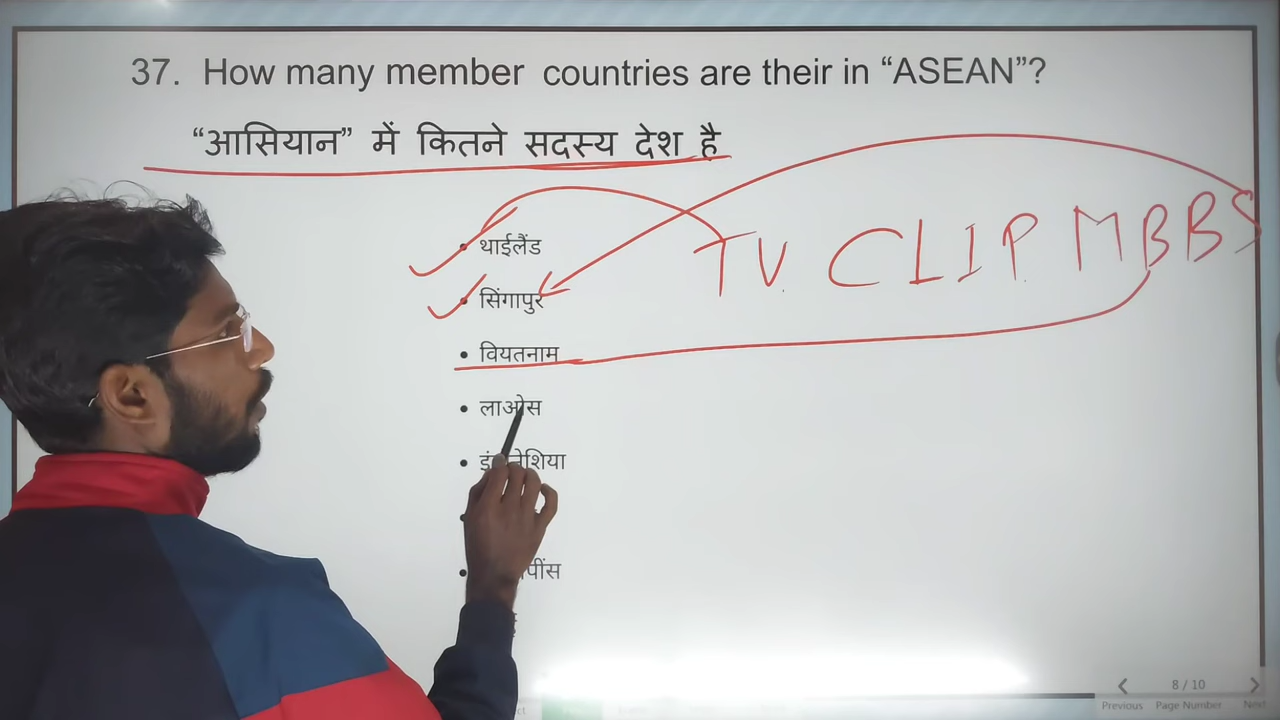 37. How many member countries are their in “ASEAN”?
“आसियान” में कितने सदस्य देश है
• थाईलैंड
TV CLIP MBBS
• सिंगापुर
• वियतनाम
• लाओस
8 / 10
Previous Page Number Next